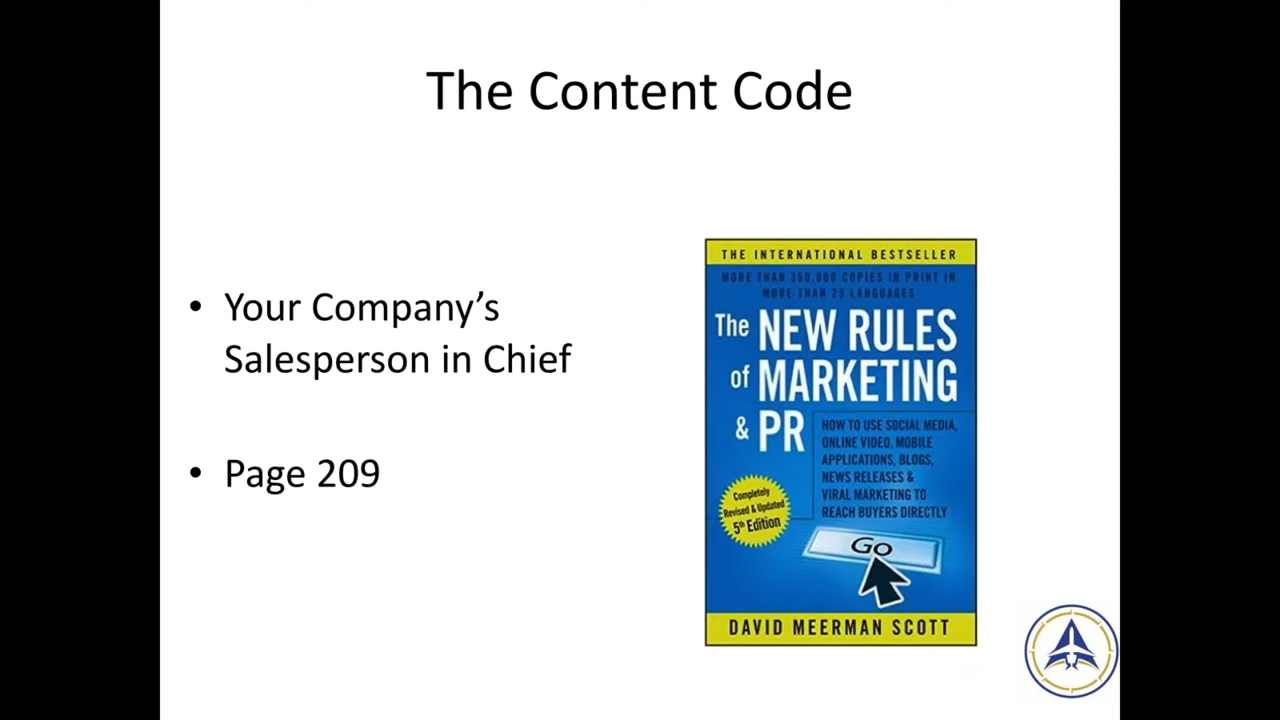 The Content Code
• Your Company’s
Salesperson in Chief
• Page 209
THE INTERNATIONAL BESTSELLER
MORE THAN 350,000 COPIES IN PRINT IN
MORE THAN 25 LANGUAGES
The NEW RULES
of MARKETING
& PR
HOW TO USE SOCIAL MEDIA,
ONLINE VIDEO, MOBILE
APPLICATIONS, BLOGS,
NEWS RELEASES &
VIRAL MARKETING TO
REACH BUYERS DIRECTLY
Completely
Revised & Updated
5th Edition
GO
DAVID MEERMAN SCOTT